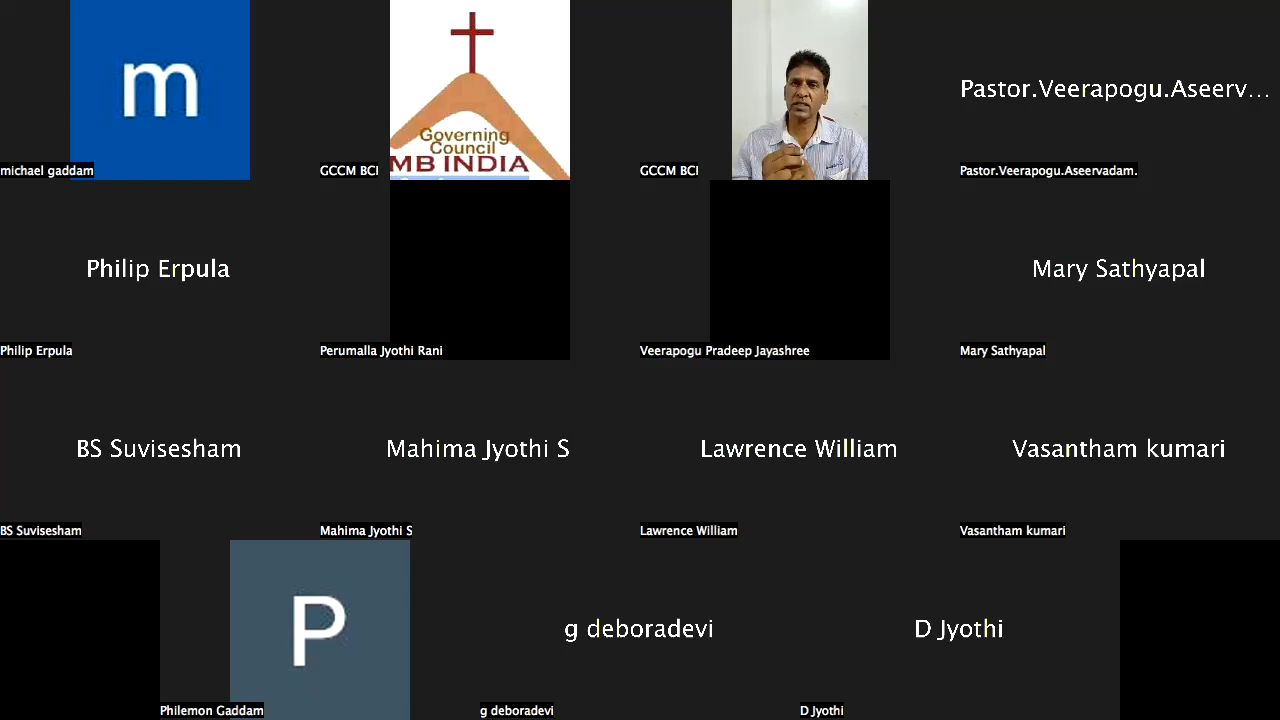 m
Governing
Council
MB INDIA
Pastor.Veerapogu.Aseerv...
michael gaddam
GCCM BCI
GCCM BCI
Pastor.Veerapogu.Aseervadam.
Philip Erpula
Mary Sathyapal
Philip Erpula
Perumalla Jyothi Rani
Veerapogu Pradeep Jayashree
Mary Sathyapal
BS Suvisesham
Mahima Jyothi S
Lawrence William
Vasantham kumari
BS Suvisesham
Mahima Jyothi S
Lawrence William
Vasantham kumari
P
g deboradevi
D Jyothi
Philemon Gaddam
g deboradevi
D Jyothi